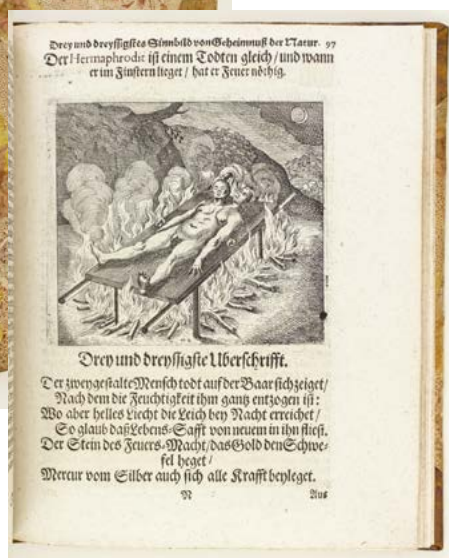 Drey und dreyssigstes Sinnbild von Geheimnuß der Natur. 97
Der Hermaphrodit ist einem Todten gleich / und wann
er im Finstern lieget / hat er Feuer nöthig.
Drey und dreyssigste Uberschrifft.
Der zweygestalte Mensch todt auf der Baar sich zeiget /
Nach dem die Feuchtigkeit ihm gantz entzogen ist:
Wo aber helles Liecht die Leich bey Nacht erreichet /
So glaub das Lebens-Safft von neuem in ihn fliest.
Der Stein des Feuers-Macht / das Gold den Schwe-
fel heget /
Mercur vom Silber auch sich alle Krafft beyleget.
N Aus